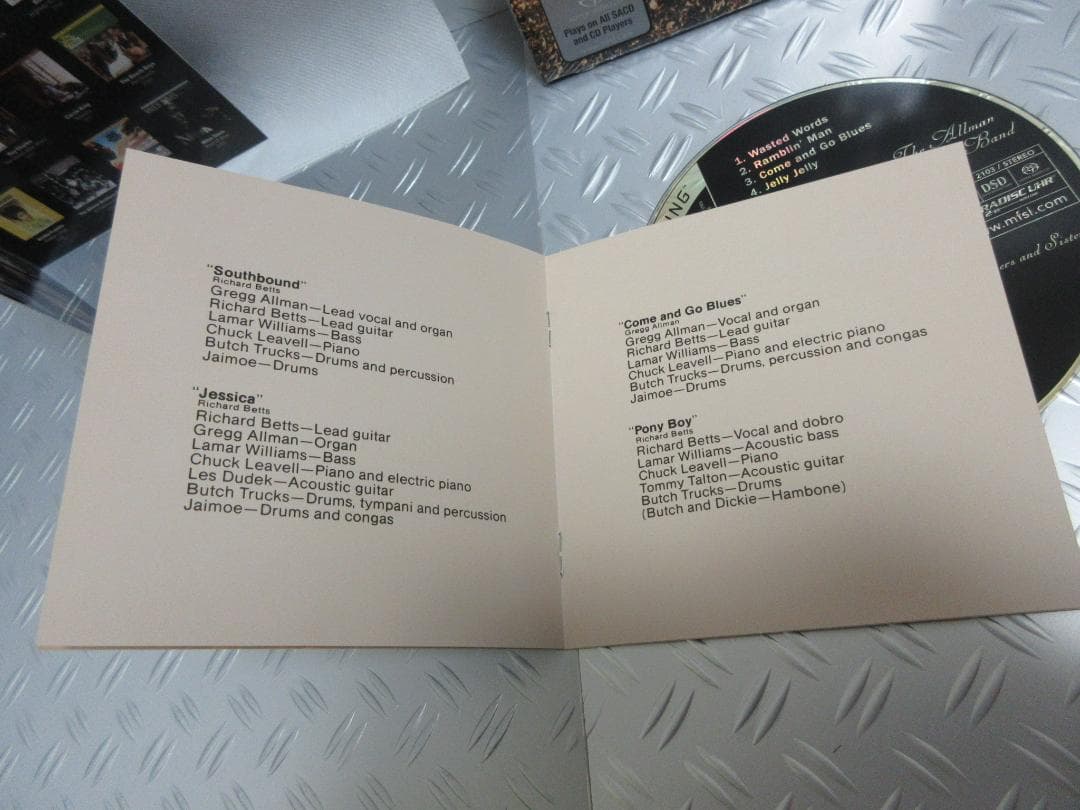 Plays on All SACD
and CD Players
1. Wasted Words
2. Ramblin' Man
3. Come and Go Blues
4. Jelly Jelly
The Allman
Band
2103 / STEREO
DSD
w.mfsl.com
ers and Sister
"Southbound"
Richard Betts
Gregg Allman—Lead vocal and organ
Richard Betts—Lead guitar
Lamar Williams—Bass
Chuck Leavell—Piano
Butch Trucks—Drums and percussion
Jaimoe—Drums
"Jessica"
Richard Betts
Richard Betts—Lead guitar
Gregg Allman—Organ
Lamar Williams—Bass
Chuck Leavell—Piano and electric piano
Les Dudek—Acoustic guitar
Butch Trucks—Drums, tympani and percussion
Jaimoe—Drums and congas
"Come and Go Blues"
Gregg Allman
Gregg Allman—Vocal and organ
Richard Betts—Lead guitar
Lamar Williams—Bass
Chuck Leavell—Piano and electric piano
Butch Trucks—Drums, percussion and congas
Jaimoe—Drums
"Pony Boy"
Richard Betts
Richard Betts—Vocal and dobro
Lamar Williams—Acoustic bass
Chuck Leavell—Piano
Tommy Talton—Acoustic guitar
Butch Trucks—Drums
(Butch and Dickie—Hambone)